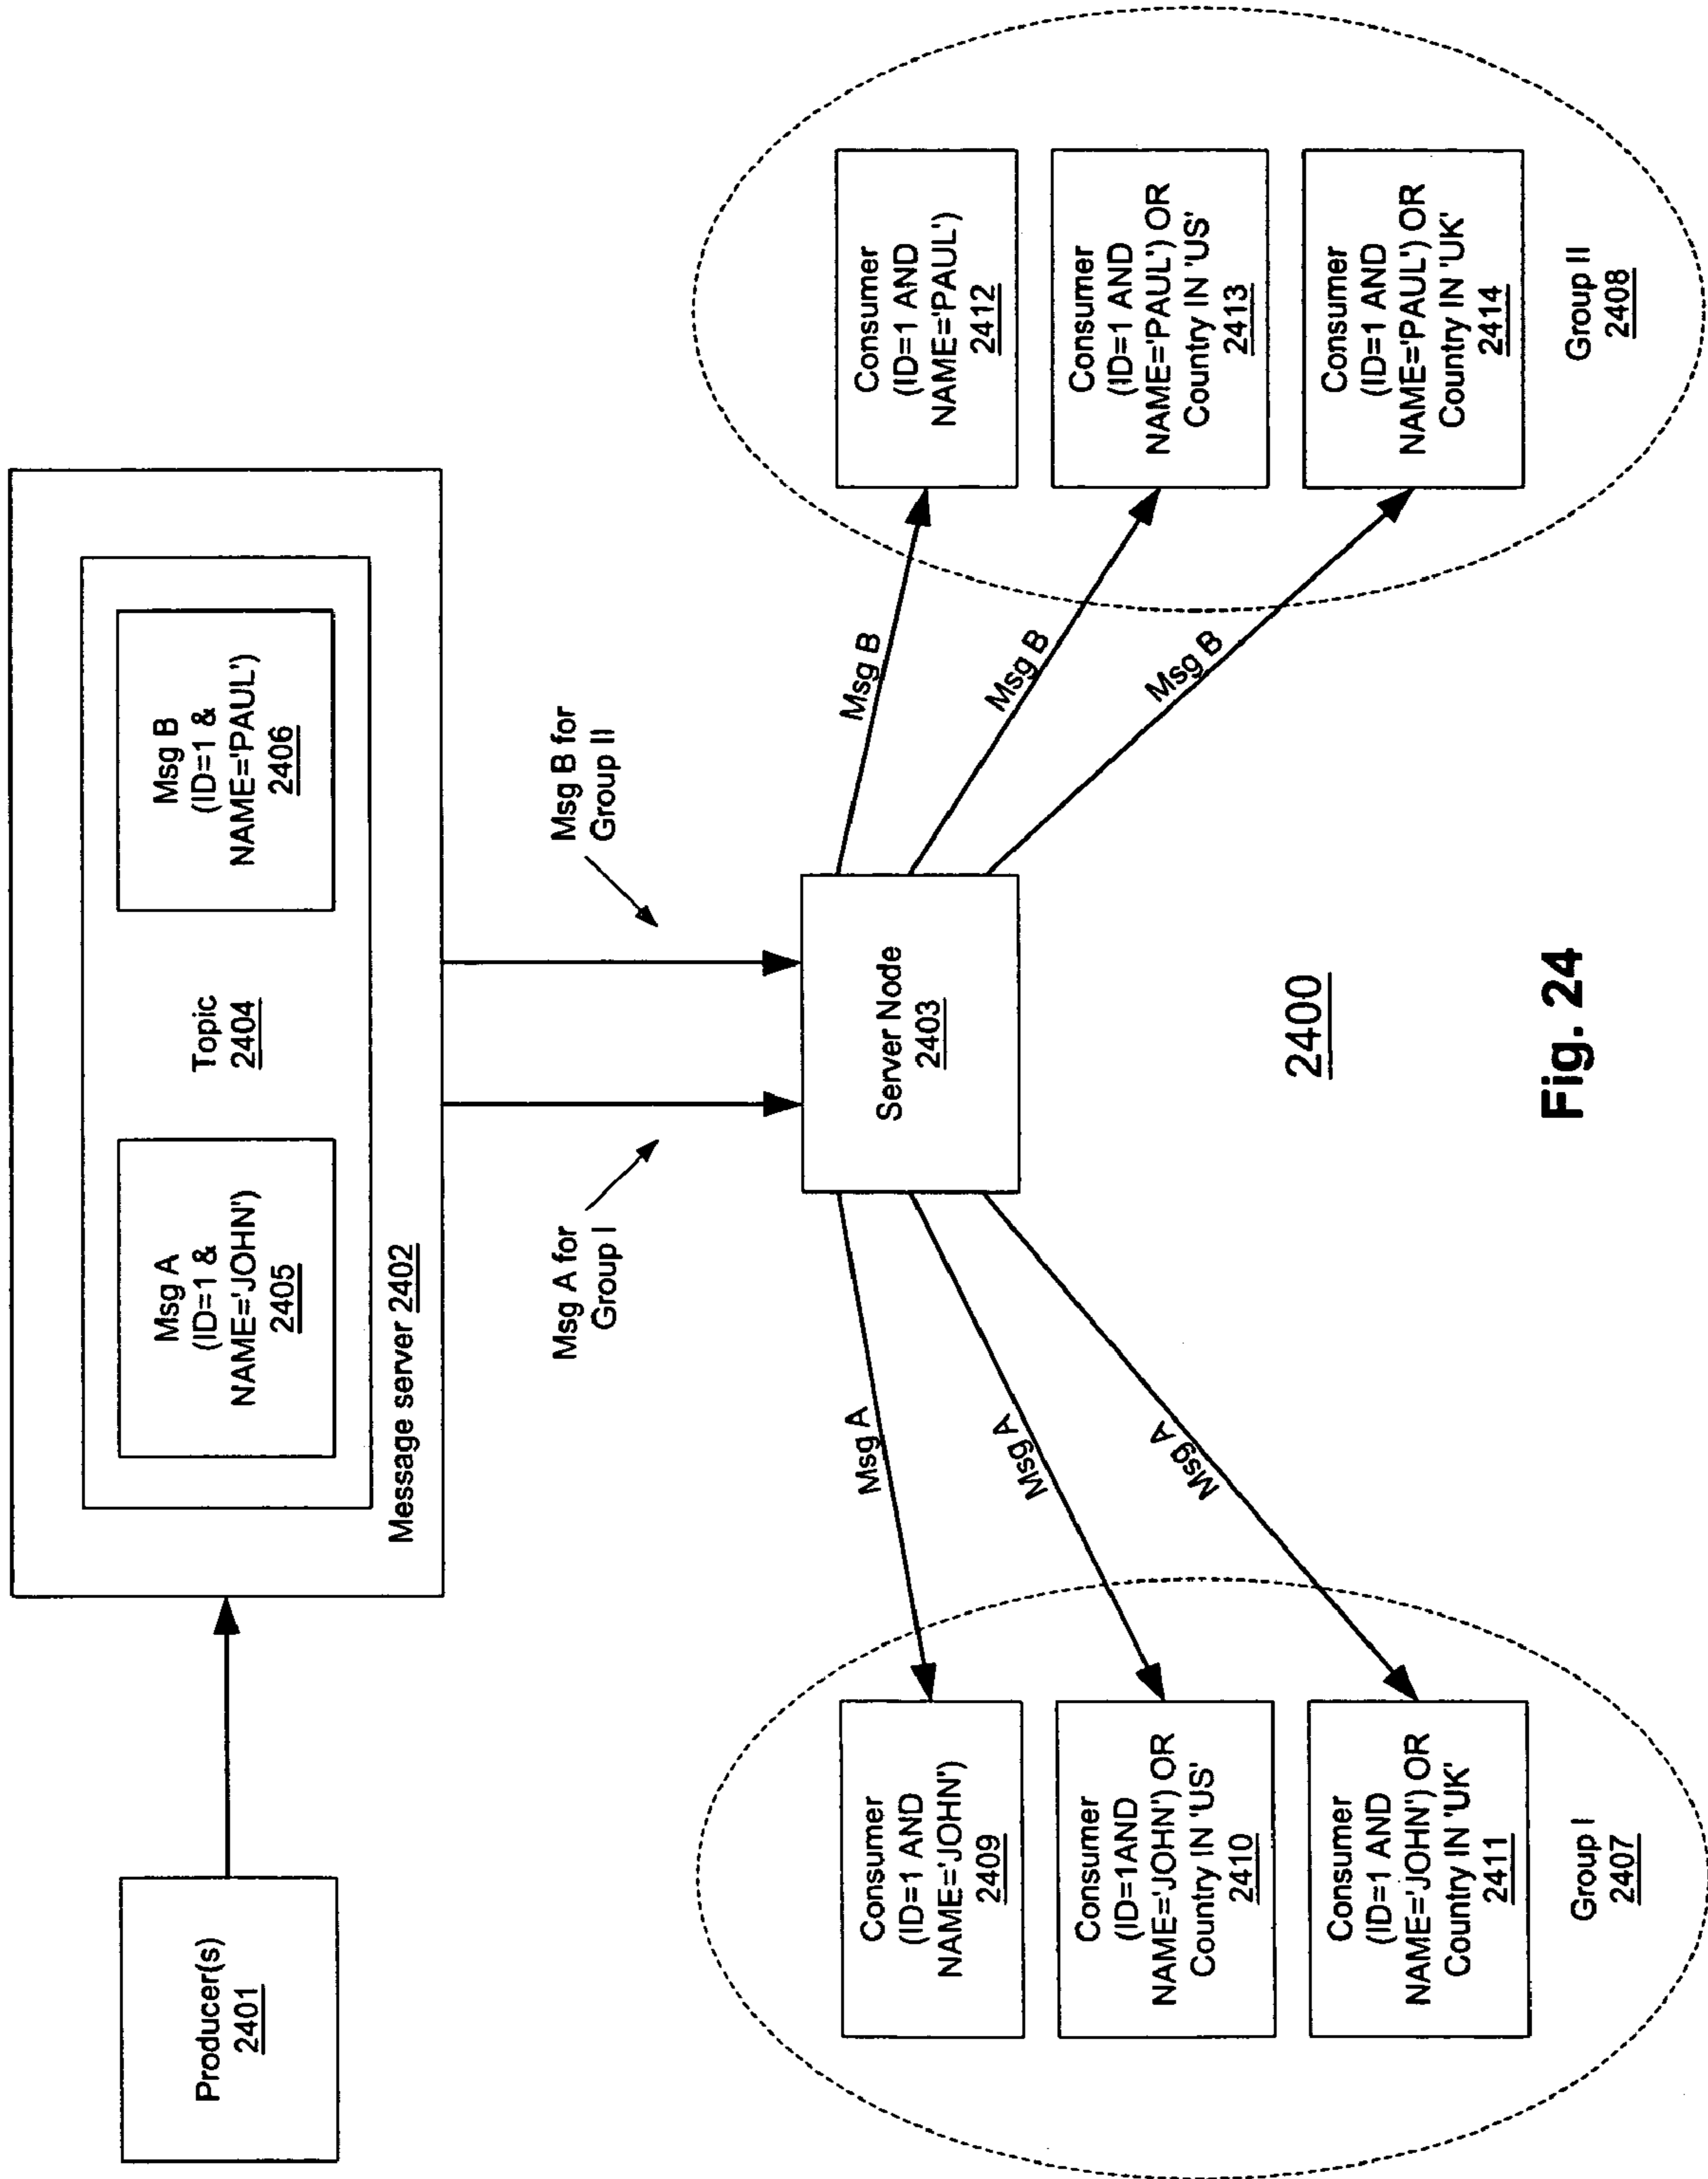 Producer(s)
2401
Msg A
(ID=1 &
NAME='JOHN')
2405
Topic
2404
Msg B
(ID=1 &
NAME='PAUL')
2406
Message server 2402
Msg A for
Group I
Msg B for
Group II
Server Node
2403
Msg A
Msg A
Msg A
Msg B
Msg B
Msg B
Consumer
(ID=1 AND
NAME='JOHN')
2409
Consumer
(ID=1AND
NAME='JOHN') OR
Country IN 'US'
2410
Consumer
(ID=1 AND
NAME='JOHN') OR
Country IN 'UK'
2411
Group I
2407
Consumer
(ID=1 AND
NAME='PAUL')
2412
Consumer
(ID=1 AND
NAME='PAUL') OR
Country IN 'US'
2413
Consumer
(ID=1 AND
NAME='PAUL') OR
Country IN 'UK'
2414
Group II
2408
2400
Fig. 24